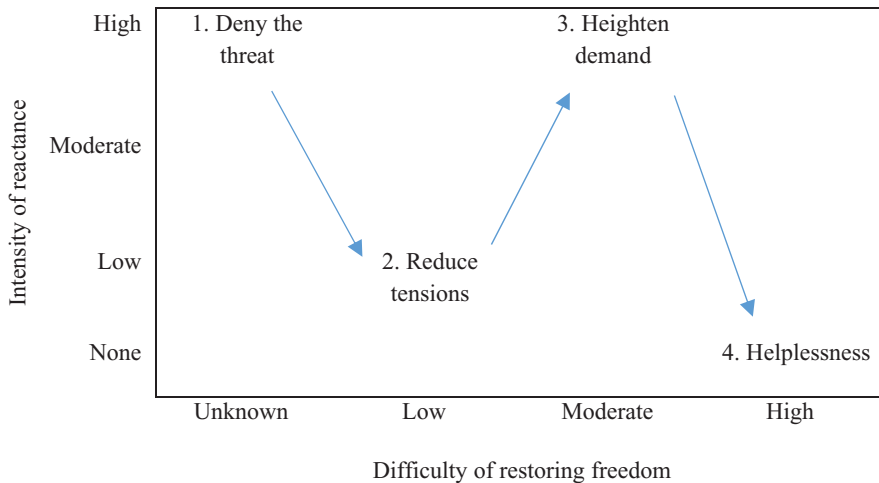 High
1. Deny the
threat
3. Heighten
demand
Moderate
Intensity of reactance
Low
2. Reduce
tensions
None
4. Helplessness
Unknown
Low
Moderate
High
Difficulty of restoring freedom